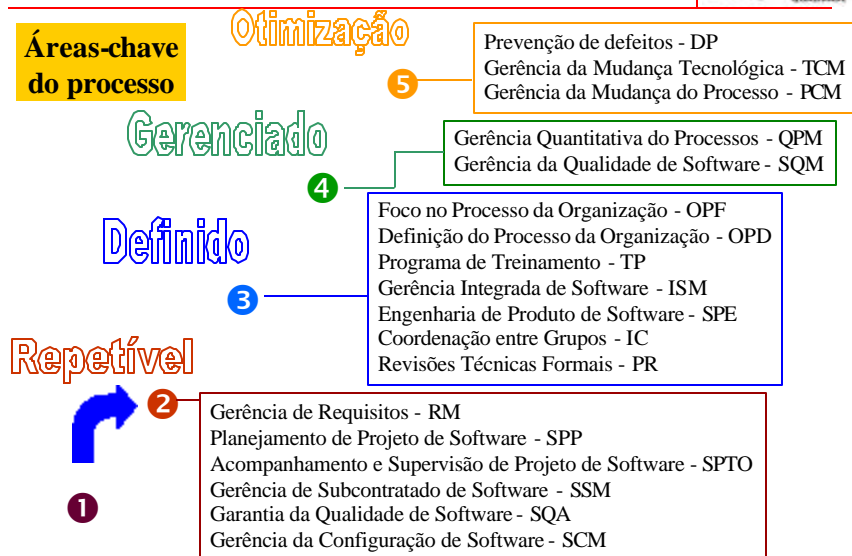 Áreas-chave
do processo
Otimização
5
Prevenção de defeitos - DP
Gerência da Mudança Tecnológica - TCM
Gerência da Mudança do Processo - PCM
Gerenciado
4
Gerência Quantitativa do Processos - QPM
Gerência da Qualidade de Software - SQM
Definido
3
Foco no Processo da Organização - OPF
Definição do Processo da Organização - OPD
Programa de Treinamento - TP
Gerência Integrada de Software - ISM
Engenharia de Produto de Software - SPE
Coordenação entre Grupos - IC
Revisões Técnicas Formais - PR
Repetível
2
Gerência de Requisitos - RM
Planejamento de Projeto de Software - SPP
Acompanhamento e Supervisão de Projeto de Software - SPTO
Gerência de Subcontratado de Software - SSM
Garantia da Qualidade de Software - SQA
Gerência da Configuração de Software - SCM
1